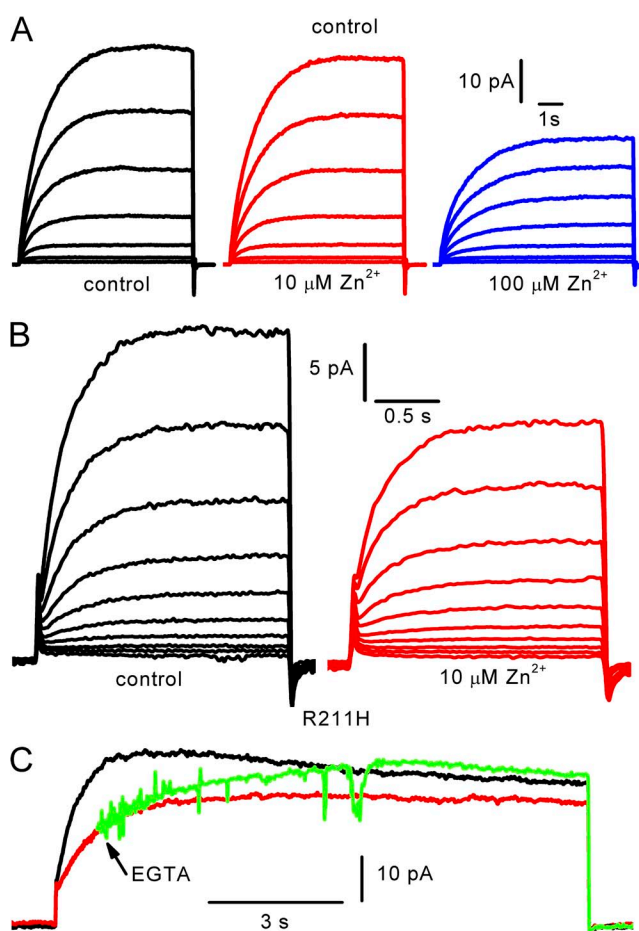 A
control
10 pA
1s
control
10 μM Zn²⁺
100 μM Zn²⁺
B
5 pA
0.5 s
control
10 μM Zn²⁺
R211H
C
EGTA
10 pA
3 s